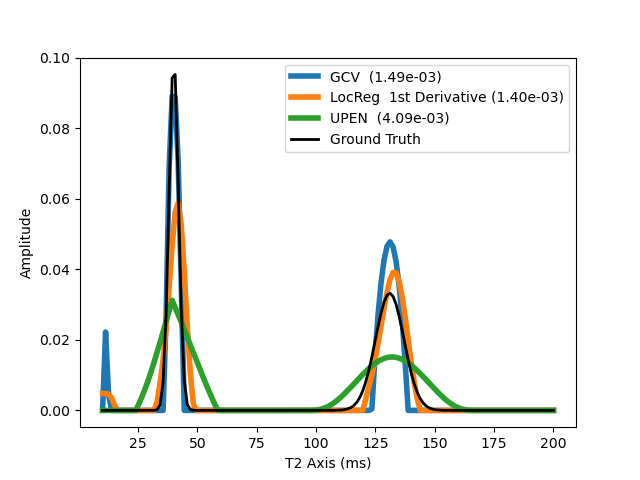 GCV  (1.49e-03)
LocReg  1st Derivative (1.40e-03)
UPEN  (4.09e-03)
Ground Truth
Amplitude
0.10
0.08
0.06
0.04
0.02
0.00
25 50 75 100 125 150 175 200
T2 Axis (ms)